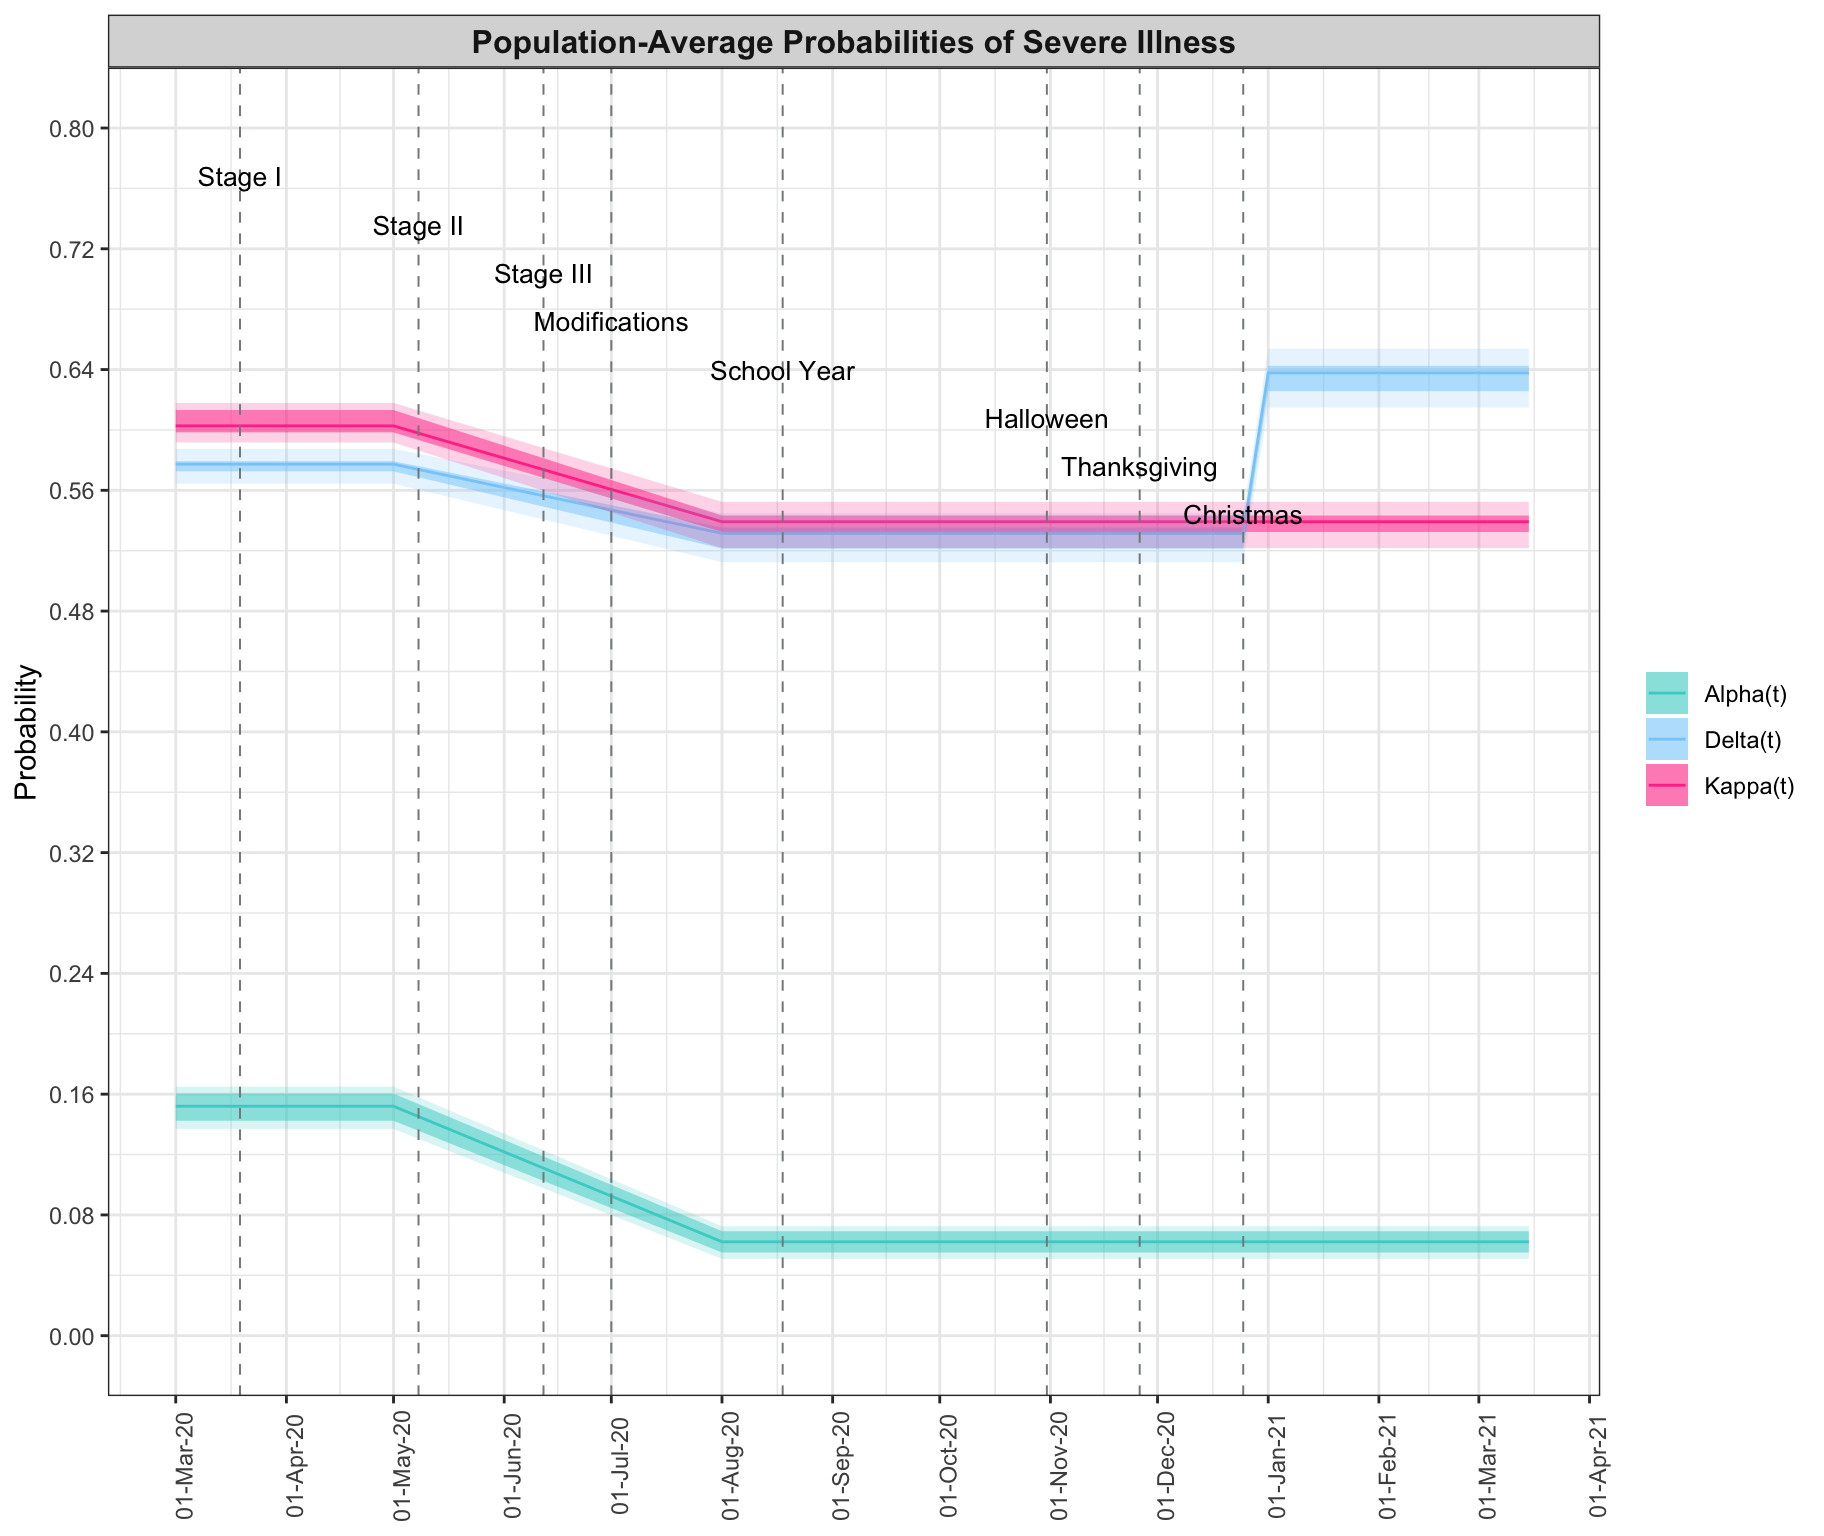 Population-Average Probabilities of Severe Illness
Probability
0.80
0.72
0.64
0.56
0.48
0.40
0.32
0.24
0.16
0.08
0.00
Stage I
Stage II
Stage III
Modifications
School Year
Halloween
Thanksgiving
Christmas
01-Mar-20
01-Apr-20
01-May-20
01-Jun-20
01-Jul-20
01-Aug-20
01-Sep-20
01-Oct-20
01-Nov-20
01-Dec-20
01-Jan-21
01-Feb-21
01-Mar-21
01-Apr-21
Alpha(t)
Delta(t)
Kappa(t)